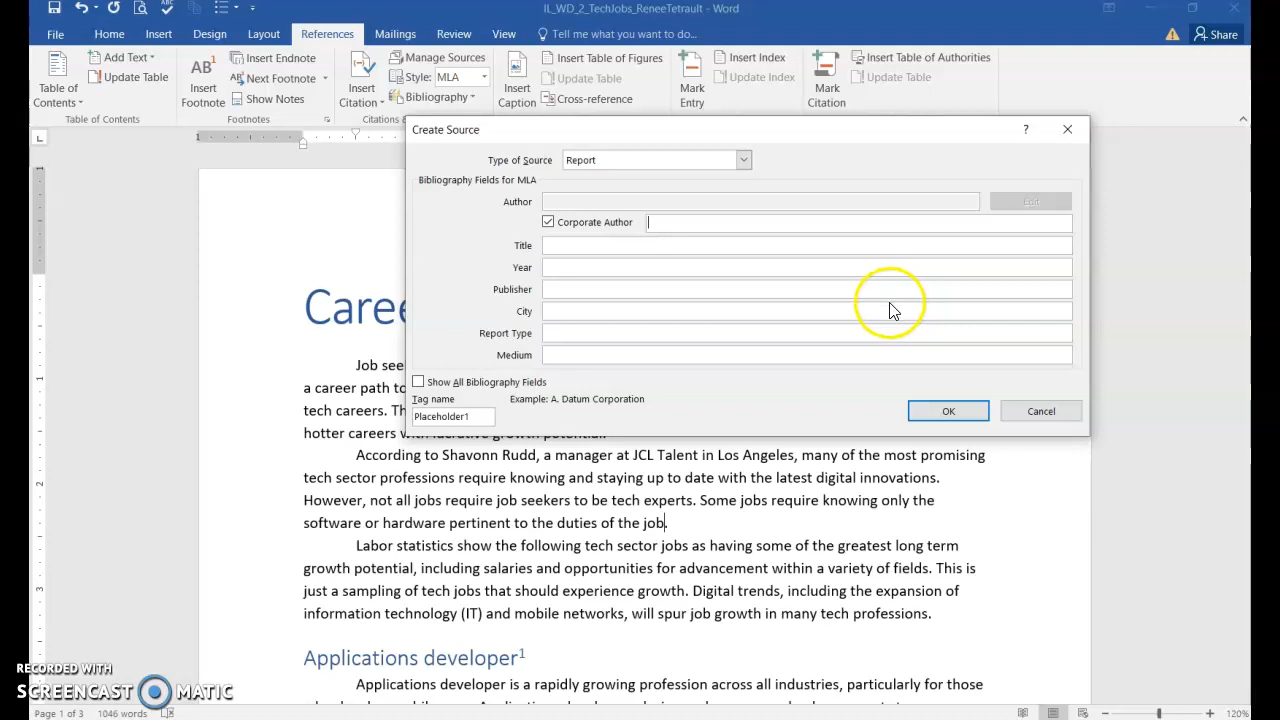 IL_WD_2_TechJobs_ReneeTetrault - Word
File Home Insert Design Layout References Mailings Review View Tell me what you want to do... Share
Table of Contents
Add Text
Update Table
Table of Contents
AB1
Insert Footnote
Insert Endnote
Next Footnote
Show Notes
Footnotes
Insert Citation
Manage Sources
Style: MLA
Bibliography
Citations &
Insert Caption
Insert Table of Figures
Update Table
Cross-reference
Mark Entry
Insert Index
Update Index
Mark Citation
Insert Table of Authorities
Update Table
Create Source
Type of Source Report
Bibliography Fields for MLA
Author Edit
Corporate Author
Title
Year
Publisher
City
Report Type
Medium
Show All Bibliography Fields
Tag name Example: A. Datum Corporation
Placeholder1
OK Cancel
Caree
Job see
a career path to
tech careers. Th
hotter careers with lucrative growth potential.
According to Shavonn Rudd, a manager at JCL Talent in Los Angeles, many of the most promising
tech sector professions require knowing and staying up to date with the latest digital innovations.
However, not all jobs require job seekers to be tech experts. Some jobs require knowing only the
software or hardware pertinent to the duties of the job.
Labor statistics show the following tech sector jobs as having some of the greatest long term
growth potential, including salaries and opportunities for advancement within a variety of fields. This is
just a sampling of tech jobs that should experience growth. Digital trends, including the expansion of
information technology (IT) and mobile networks, will spur job growth in many tech professions.
Applications developer1
Applications developer is a rapidly growing profession across all industries, particularly for those
RECORDED WITH
SCREENCAST MATIC
Page 1 of 3 1046 words 120%